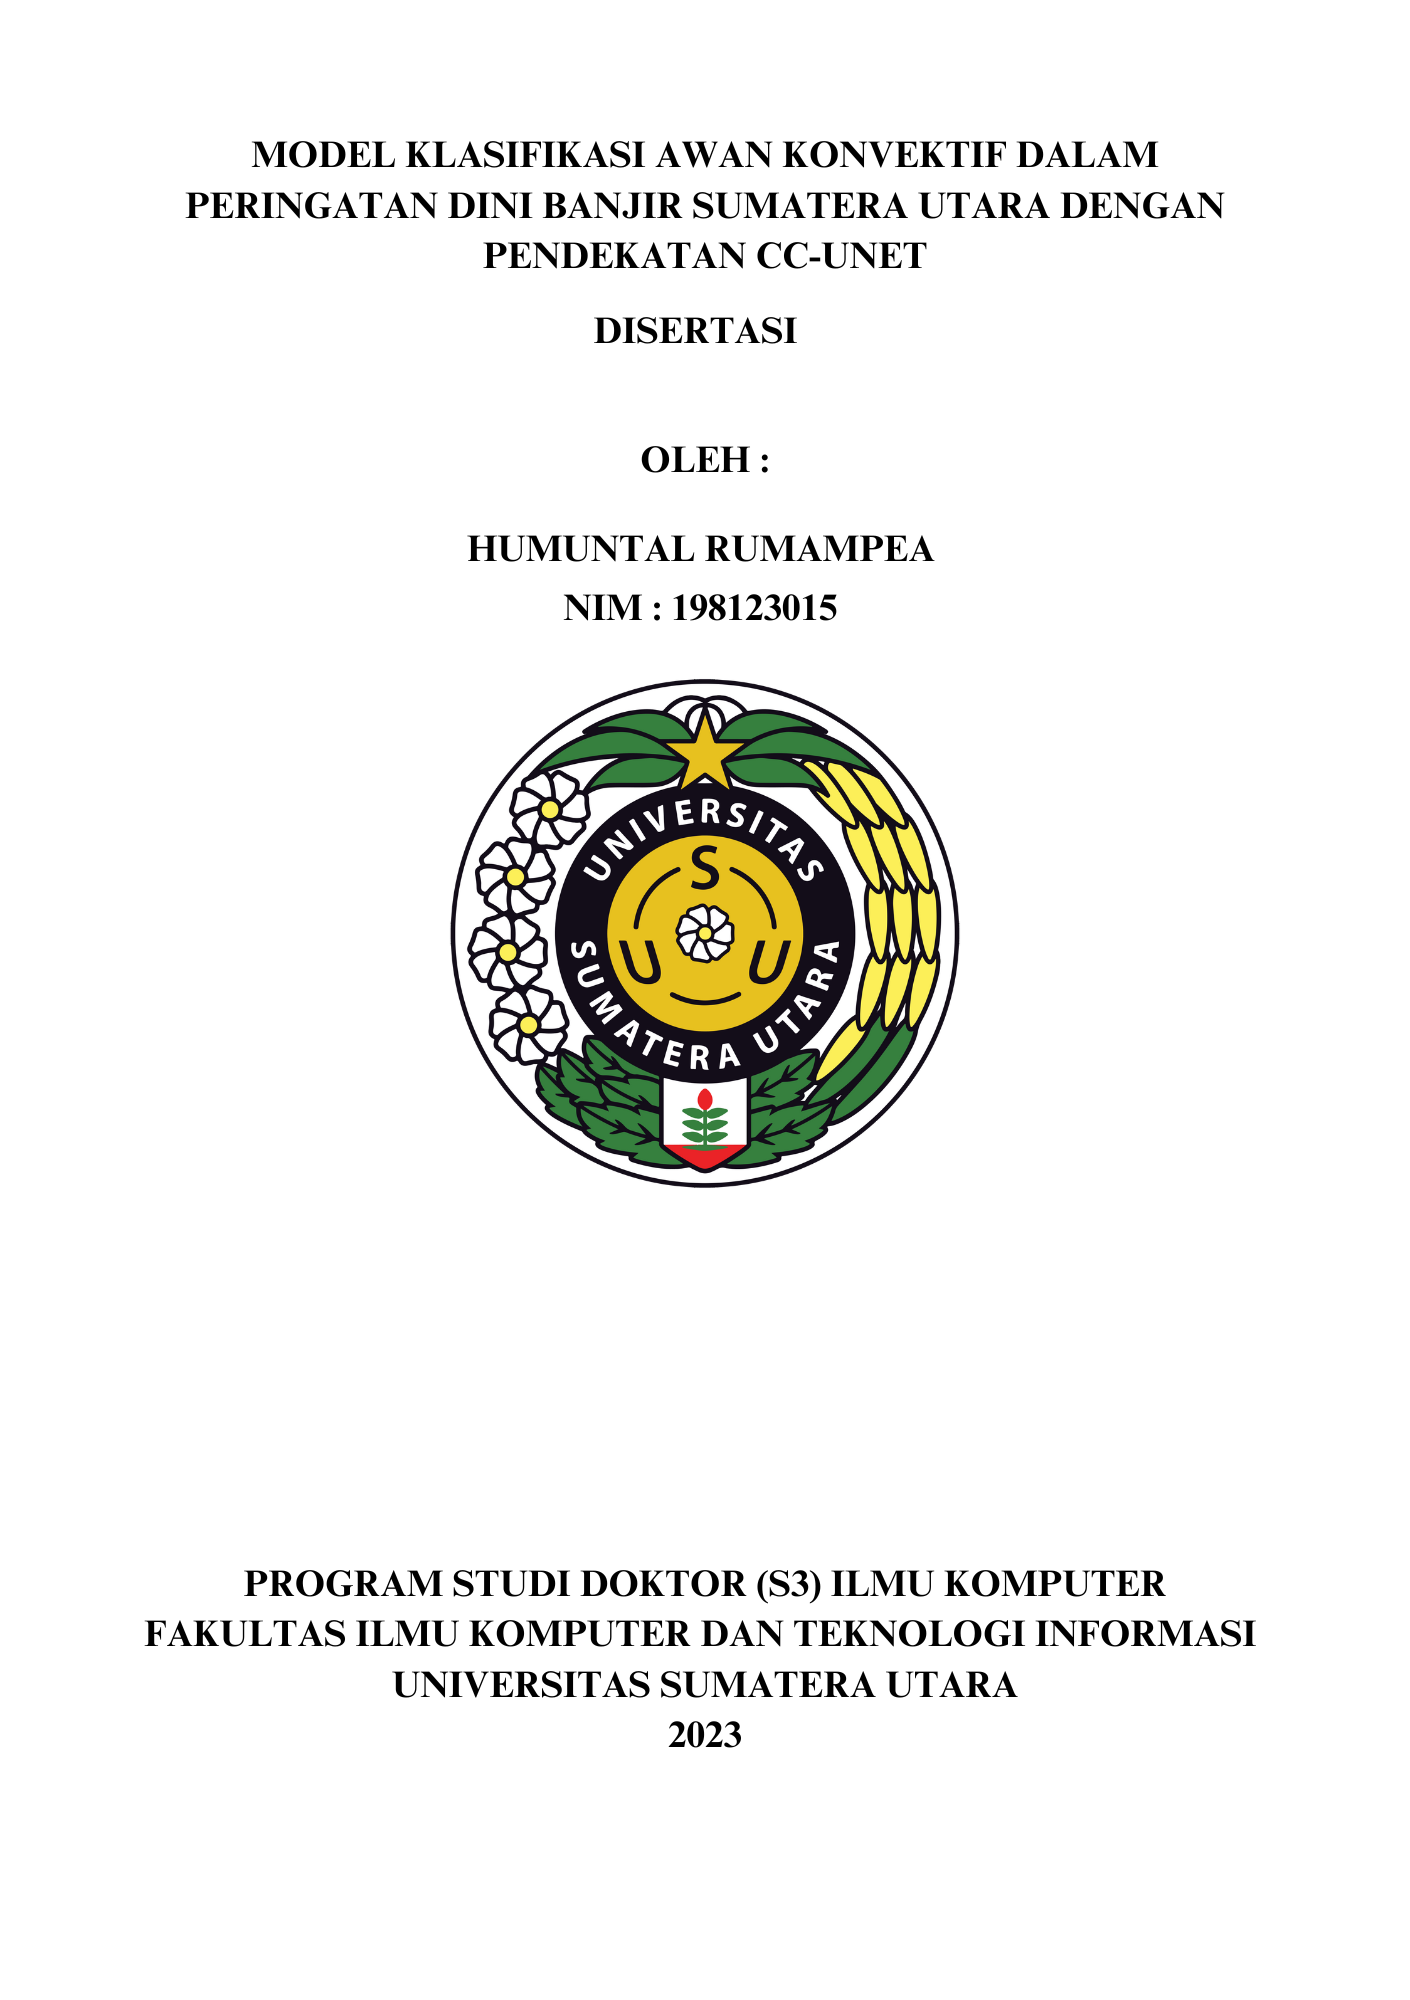 MODEL KLASIFIKASI AWAN KONVEKTIF DALAM
PERINGATAN DINI BANJIR SUMATERA UTARA DENGAN
PENDEKATAN CC-UNET
DISERTASI
OLEH :
HUMUNTAL RUMAMPEA
NIM : 198123015
UNIVERSITAS
S
U U
SUMATERA UTARA
PROGRAM STUDI DOKTOR (S3) ILMU KOMPUTER
FAKULTAS ILMU KOMPUTER DAN TEKNOLOGI INFORMASI
UNIVERSITAS SUMATERA UTARA
2023